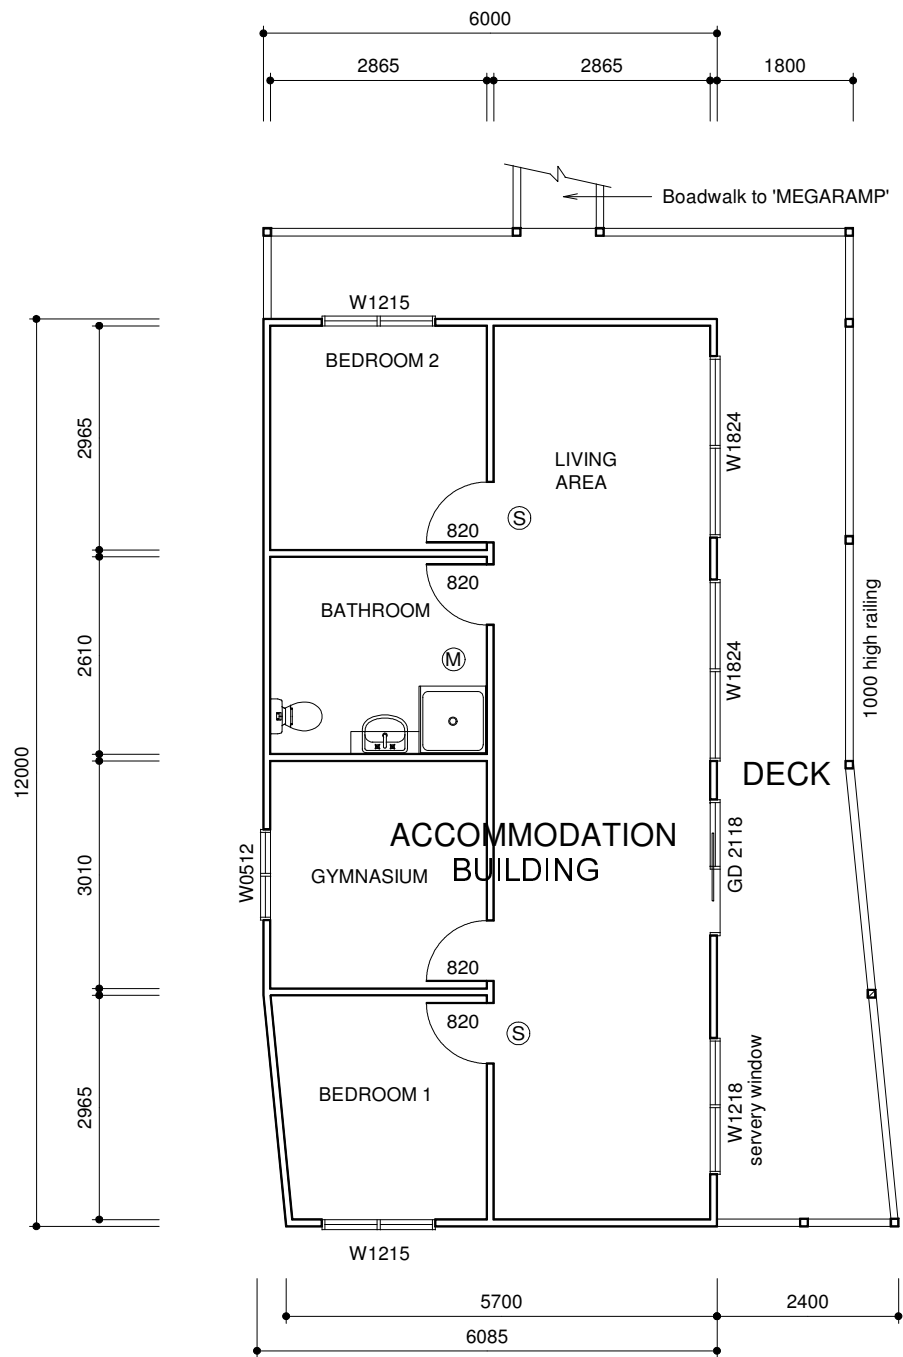 6000
2865
2865
1800
Boadwalk to 'MEGARAMP'
W1215
BEDROOM 2
2965
W1824
LIVING
AREA
S
820
820
BATHROOM
2610
M
W1824
1000 high railing
12000
DECK
ACCOMMODATION
BUILDING
W0512
GYMNASIUM
3010
GD 2118
820
820
S
BEDROOM 1
2965
W1218
servery window
W1215
5700
2400
6085